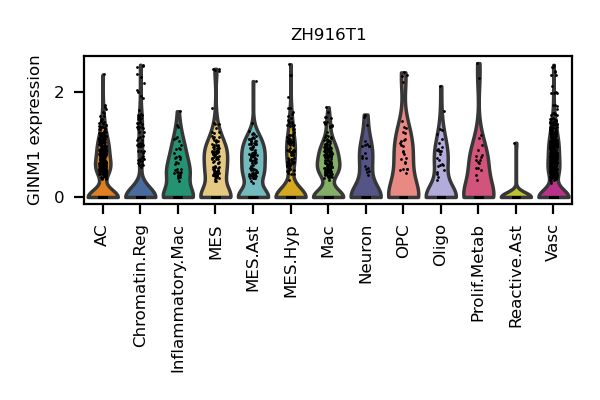 ZH916T1
GINM1 expression
2
0
AC
Chromatin.Reg
Inflammatory.Mac
MES
MES.Ast
MES.Hyp
Mac
Neuron
OPC
Oligo
Prolif.Metab
Reactive.Ast
Vasc